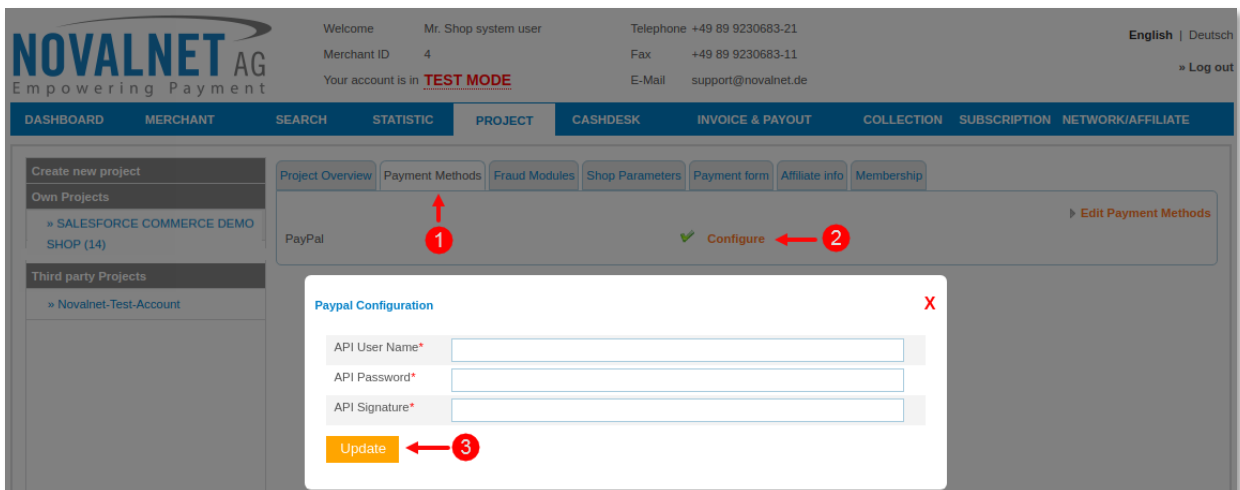 NOVALNET AG
Empowering Payment
Welcome Mr. Shop system user
Merchant ID 4
Your account is in TEST MODE
Telephone +49 89 9230683-21
Fax +49 89 9230683-11
E-Mail support@novalnet.de
English | Deutsch
» Log out
DASHBOARD MERCHANT SEARCH STATISTIC PROJECT CASHDESK INVOICE & PAYOUT COLLECTION SUBSCRIPTION NETWORK/AFFILIATE
Create new project
Own Projects
» SALESFORCE COMMERCE DEMO
SHOP (14)
Third party Projects
» Novalnet-Test-Account
Project Overview Payment Methods Fraud Modules Shop Parameters Payment form Affiliate info Membership
Edit Payment Methods
1
PayPal Configure 2
Paypal Configuration X
API User Name*
API Password*
API Signature*
Update 3